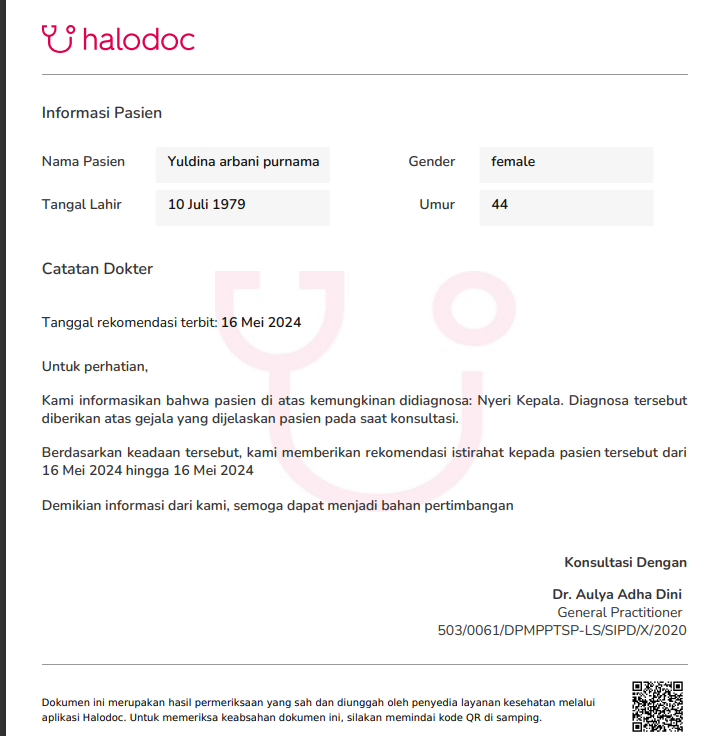 halodoc
Informasi Pasien
Nama Pasien Yuldina arbani purnama Gender female
Tangal Lahir 10 Juli 1979 Umur 44
Catatan Dokter
Tanggal rekomendasi terbit: 16 Mei 2024
Untuk perhatian,
Kami informasikan bahwa pasien di atas kemungkinan didiagnosa: Nyeri Kepala. Diagnosa tersebut
diberikan atas gejala yang dijelaskan pasien pada saat konsultasi.
Berdasarkan keadaan tersebut, kami memberikan rekomendasi istirahat kepada pasien tersebut dari
16 Mei 2024 hingga 16 Mei 2024
Demikian informasi dari kami, semoga dapat menjadi bahan pertimbangan
Konsultasi Dengan
Dr. Aulya Adha Dini
General Practitioner
503/0061/DPMPPTSP-LS/SIPD/X/2020
Dokumen ini merupakan hasil permeriksaan yang sah dan diunggah oleh penyedia layanan kesehatan melalui
aplikasi Halodoc. Untuk memeriksa keabsahan dokumen ini, silakan memindai kode QR di samping.